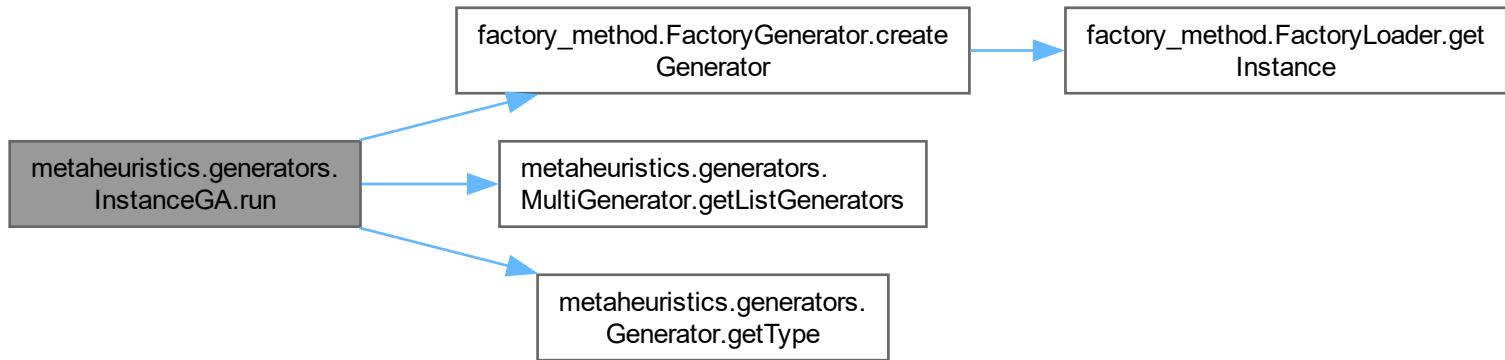 factory_method.FactoryGenerator.create
Generator
factory_method.FactoryLoader.get
Instance
metaheuristics.generators.
InstanceGA.run
metaheuristics.generators.
MultiGenerator.getListGenerators
metaheuristics.generators.
Generator.getType